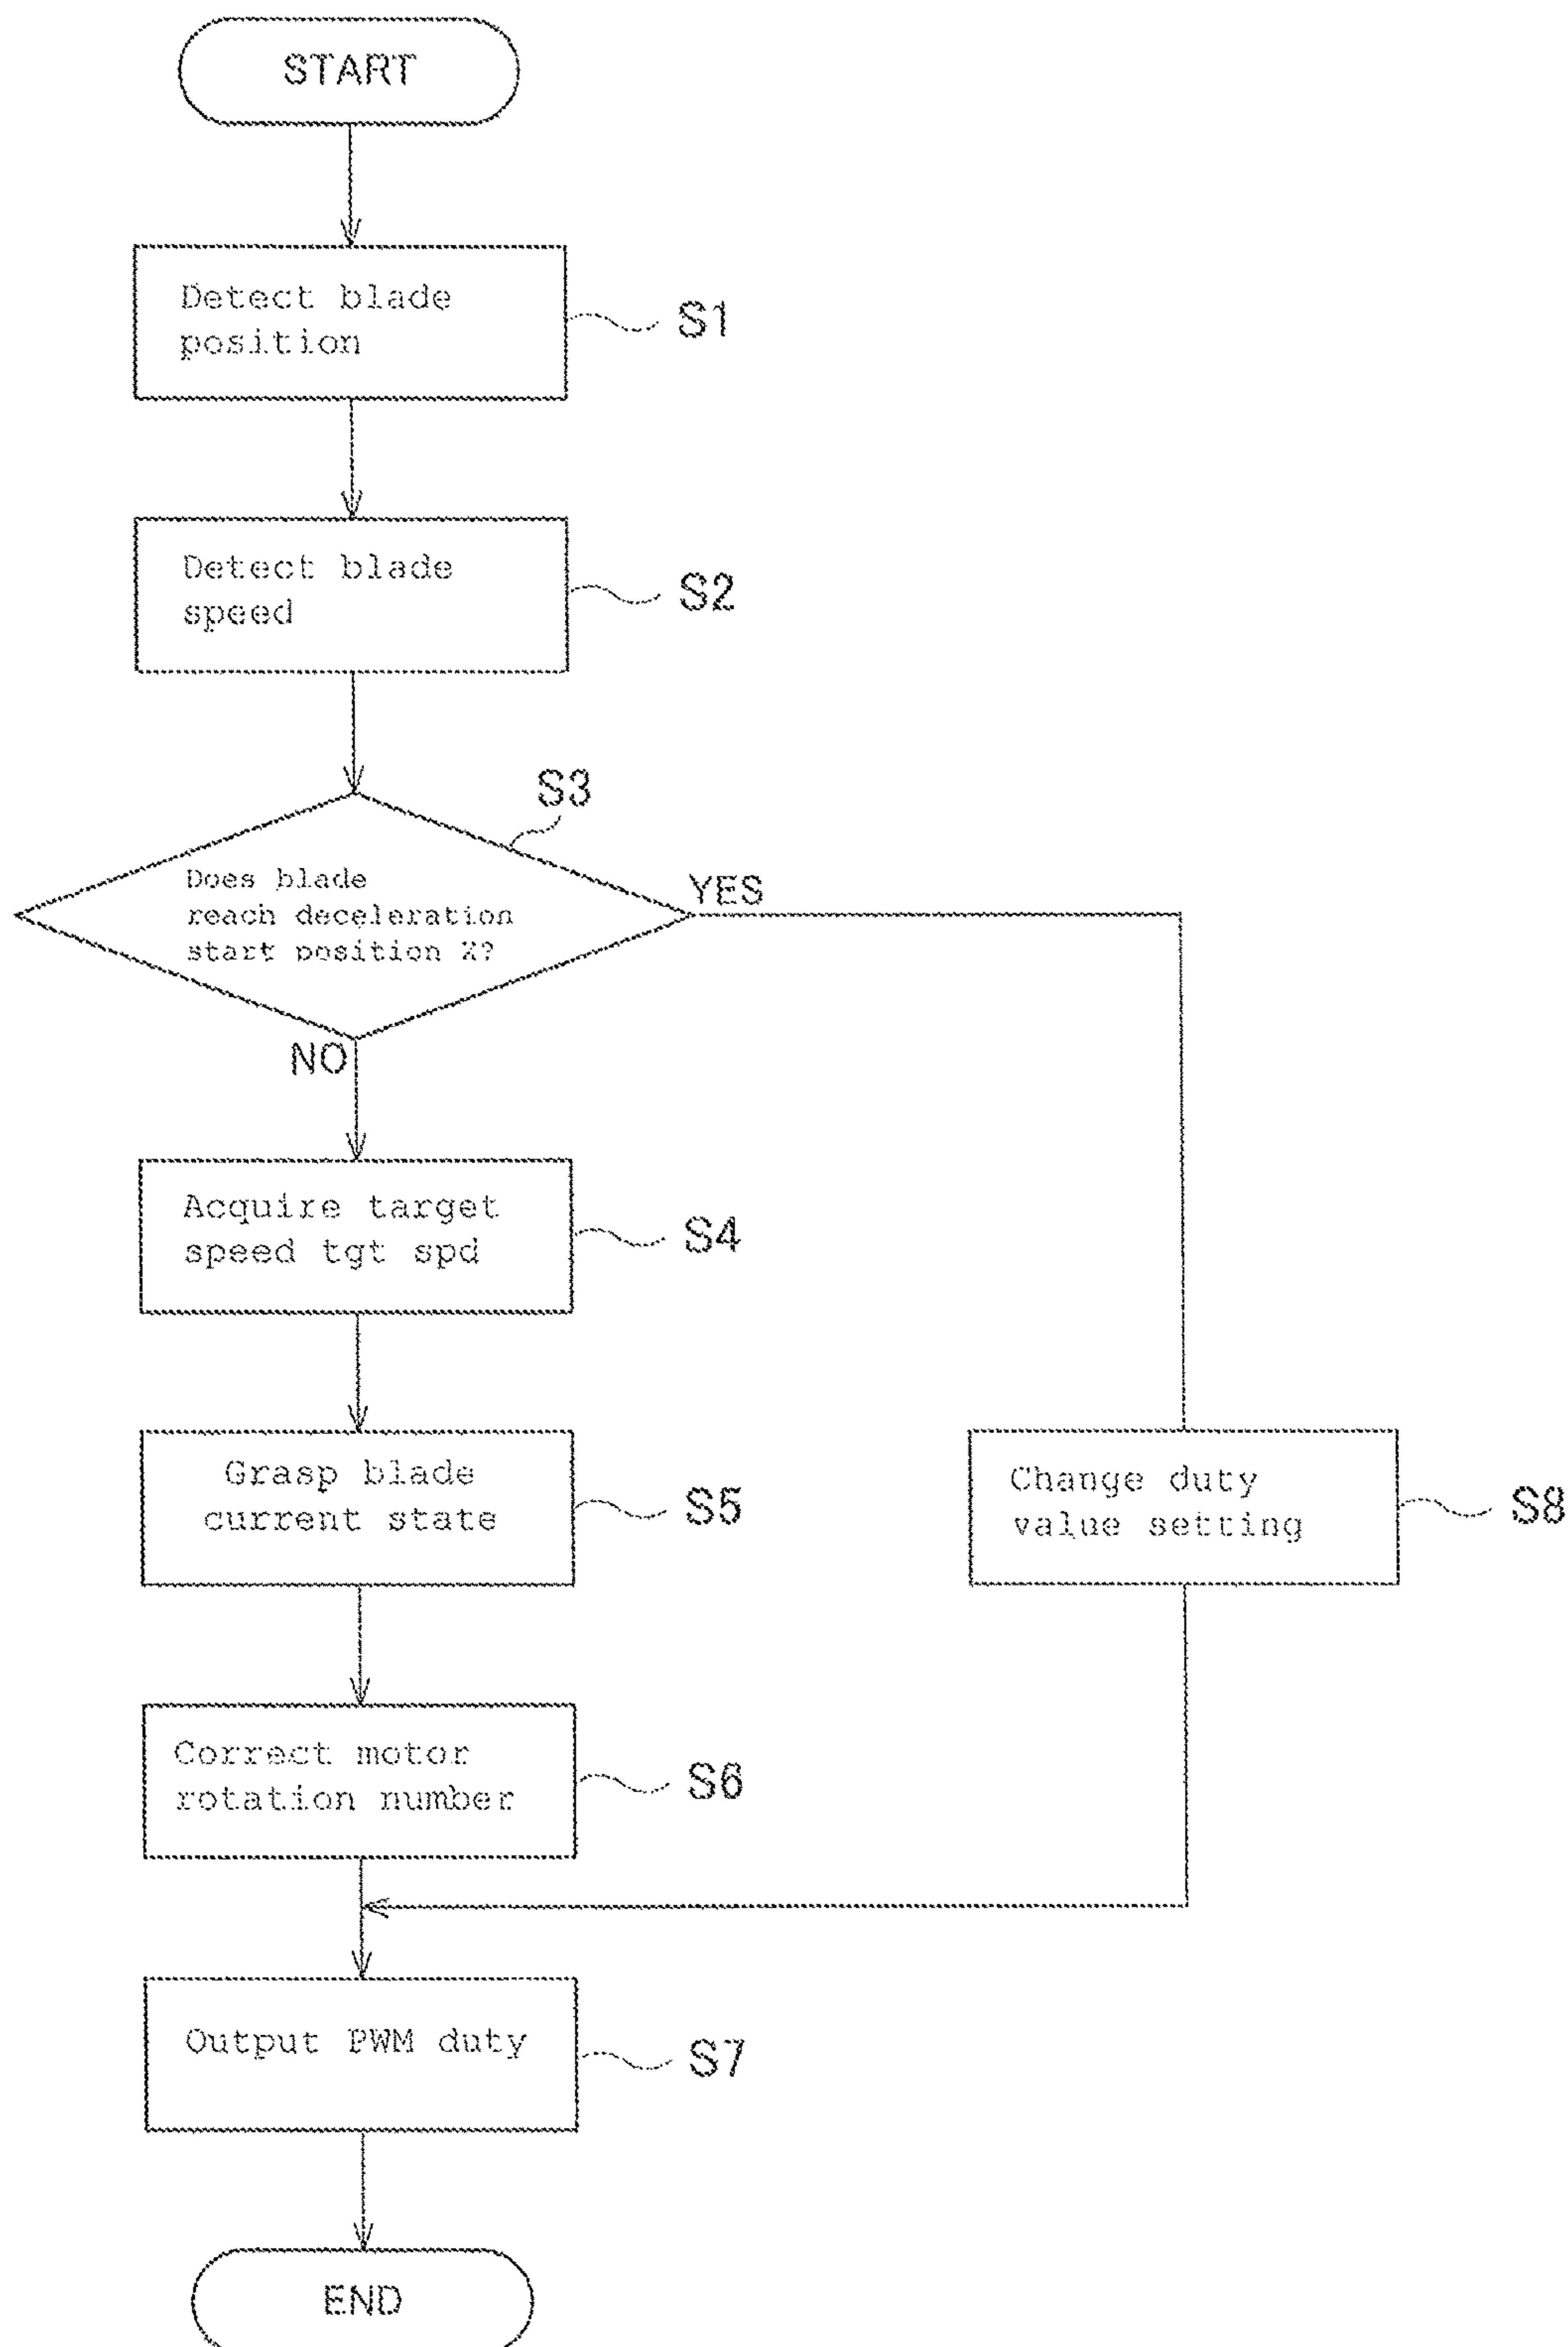 START
Detect blade
position
S1
Detect blade
speed
S2
S3
Does blade
reach deceleration
start position X?
YES
NO
Acquire target
speed tgt spd
S4
Grasp blade
current state
S5
Change duty
value setting
S8
Correct motor
rotation number
S6
Output PWM duty
S7
END